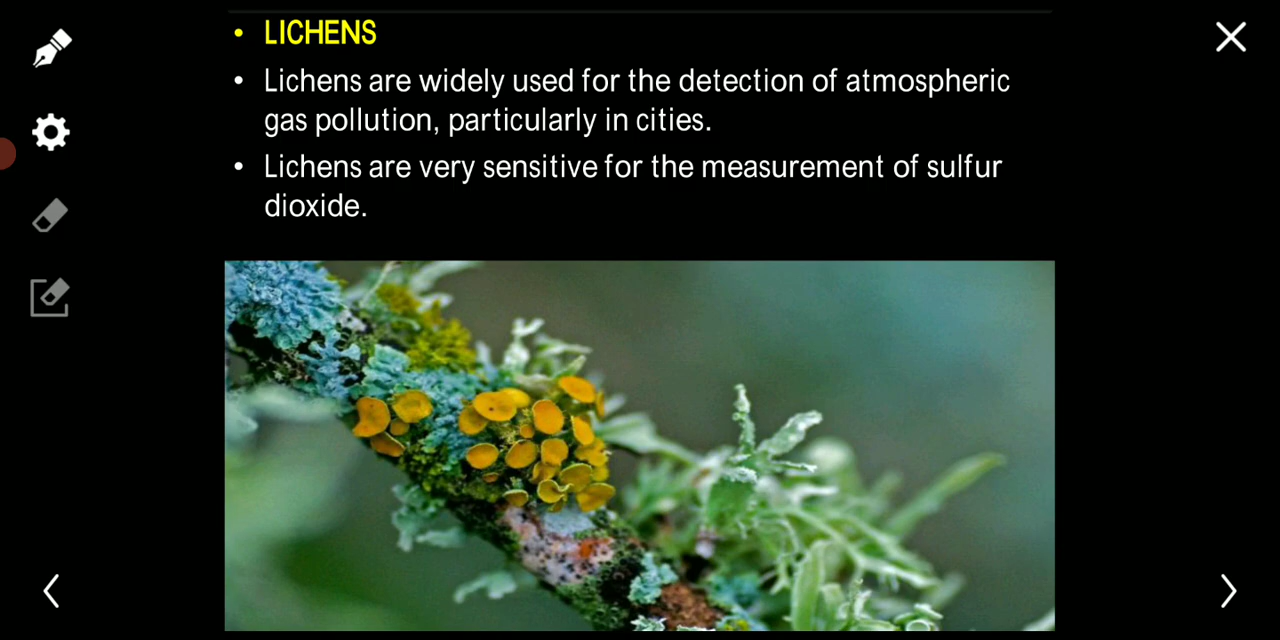 • LICHENS
• Lichens are widely used for the detection of atmospheric
gas pollution, particularly in cities.
• Lichens are very sensitive for the measurement of sulfur
dioxide.